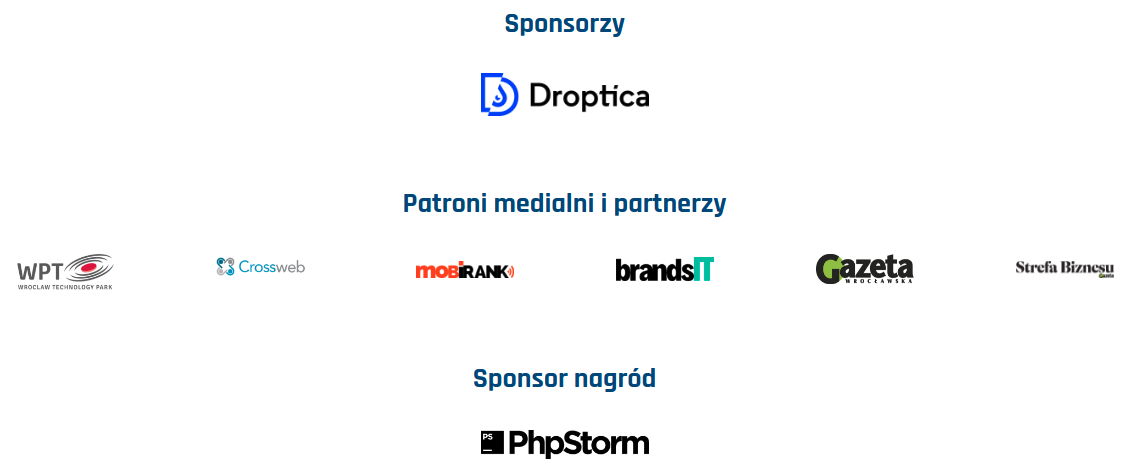 Sponsorzy
Droptica
Patroni medialni i partnerzy
WPT
WROCLAW TECHNOLOGY PARK
Crossweb
mobiRANK
brandsIT
Gazeta
WROCŁAWSKA
Strefa Biznesu
Gazeta
Sponsor nagród
PS
PhpStorm